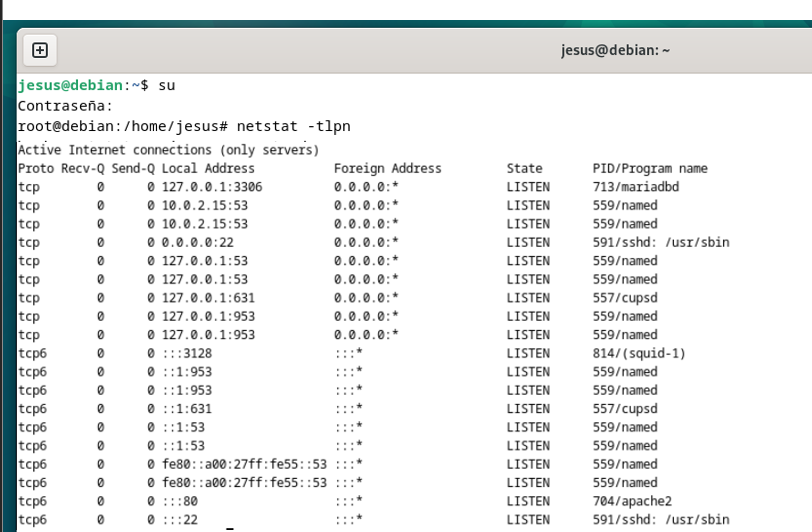 jesus@debian: ~
jesus@debian:~$ su
Contraseña:
root@debian:/home/jesus# netstat -tlpn
Active Internet connections (only servers)
Proto Recv-Q Send-Q Local Address Foreign Address State PID/Program name
tcp 0 0 127.0.0.1:3306 0.0.0.0:* LISTEN 713/mariadbd
tcp 0 0 10.0.2.15:53 0.0.0.0:* LISTEN 559/named
tcp 0 0 10.0.2.15:53 0.0.0.0:* LISTEN 559/named
tcp 0 0 0.0.0.0:22 0.0.0.0:* LISTEN 591/sshd: /usr/sbin
tcp 0 0 127.0.0.1:53 0.0.0.0:* LISTEN 559/named
tcp 0 0 127.0.0.1:53 0.0.0.0:* LISTEN 559/named
tcp 0 0 127.0.0.1:631 0.0.0.0:* LISTEN 557/cupsd
tcp 0 0 127.0.0.1:953 0.0.0.0:* LISTEN 559/named
tcp 0 0 127.0.0.1:953 0.0.0.0:* LISTEN 559/named
tcp6 0 0 :::3128 :::* LISTEN 814/(squid-1)
tcp6 0 0 ::1:953 :::* LISTEN 559/named
tcp6 0 0 ::1:953 :::* LISTEN 559/named
tcp6 0 0 ::1:631 :::* LISTEN 557/cupsd
tcp6 0 0 ::1:53 :::* LISTEN 559/named
tcp6 0 0 ::1:53 :::* LISTEN 559/named
tcp6 0 0 fe80::a00:27ff:fe55::53 :::* LISTEN 559/named
tcp6 0 0 fe80::a00:27ff:fe55::53 :::* LISTEN 559/named
tcp6 0 0 :::80 :::* LISTEN 704/apache2
tcp6 0 0 :::22 :::* LISTEN 591/sshd: /usr/sbin